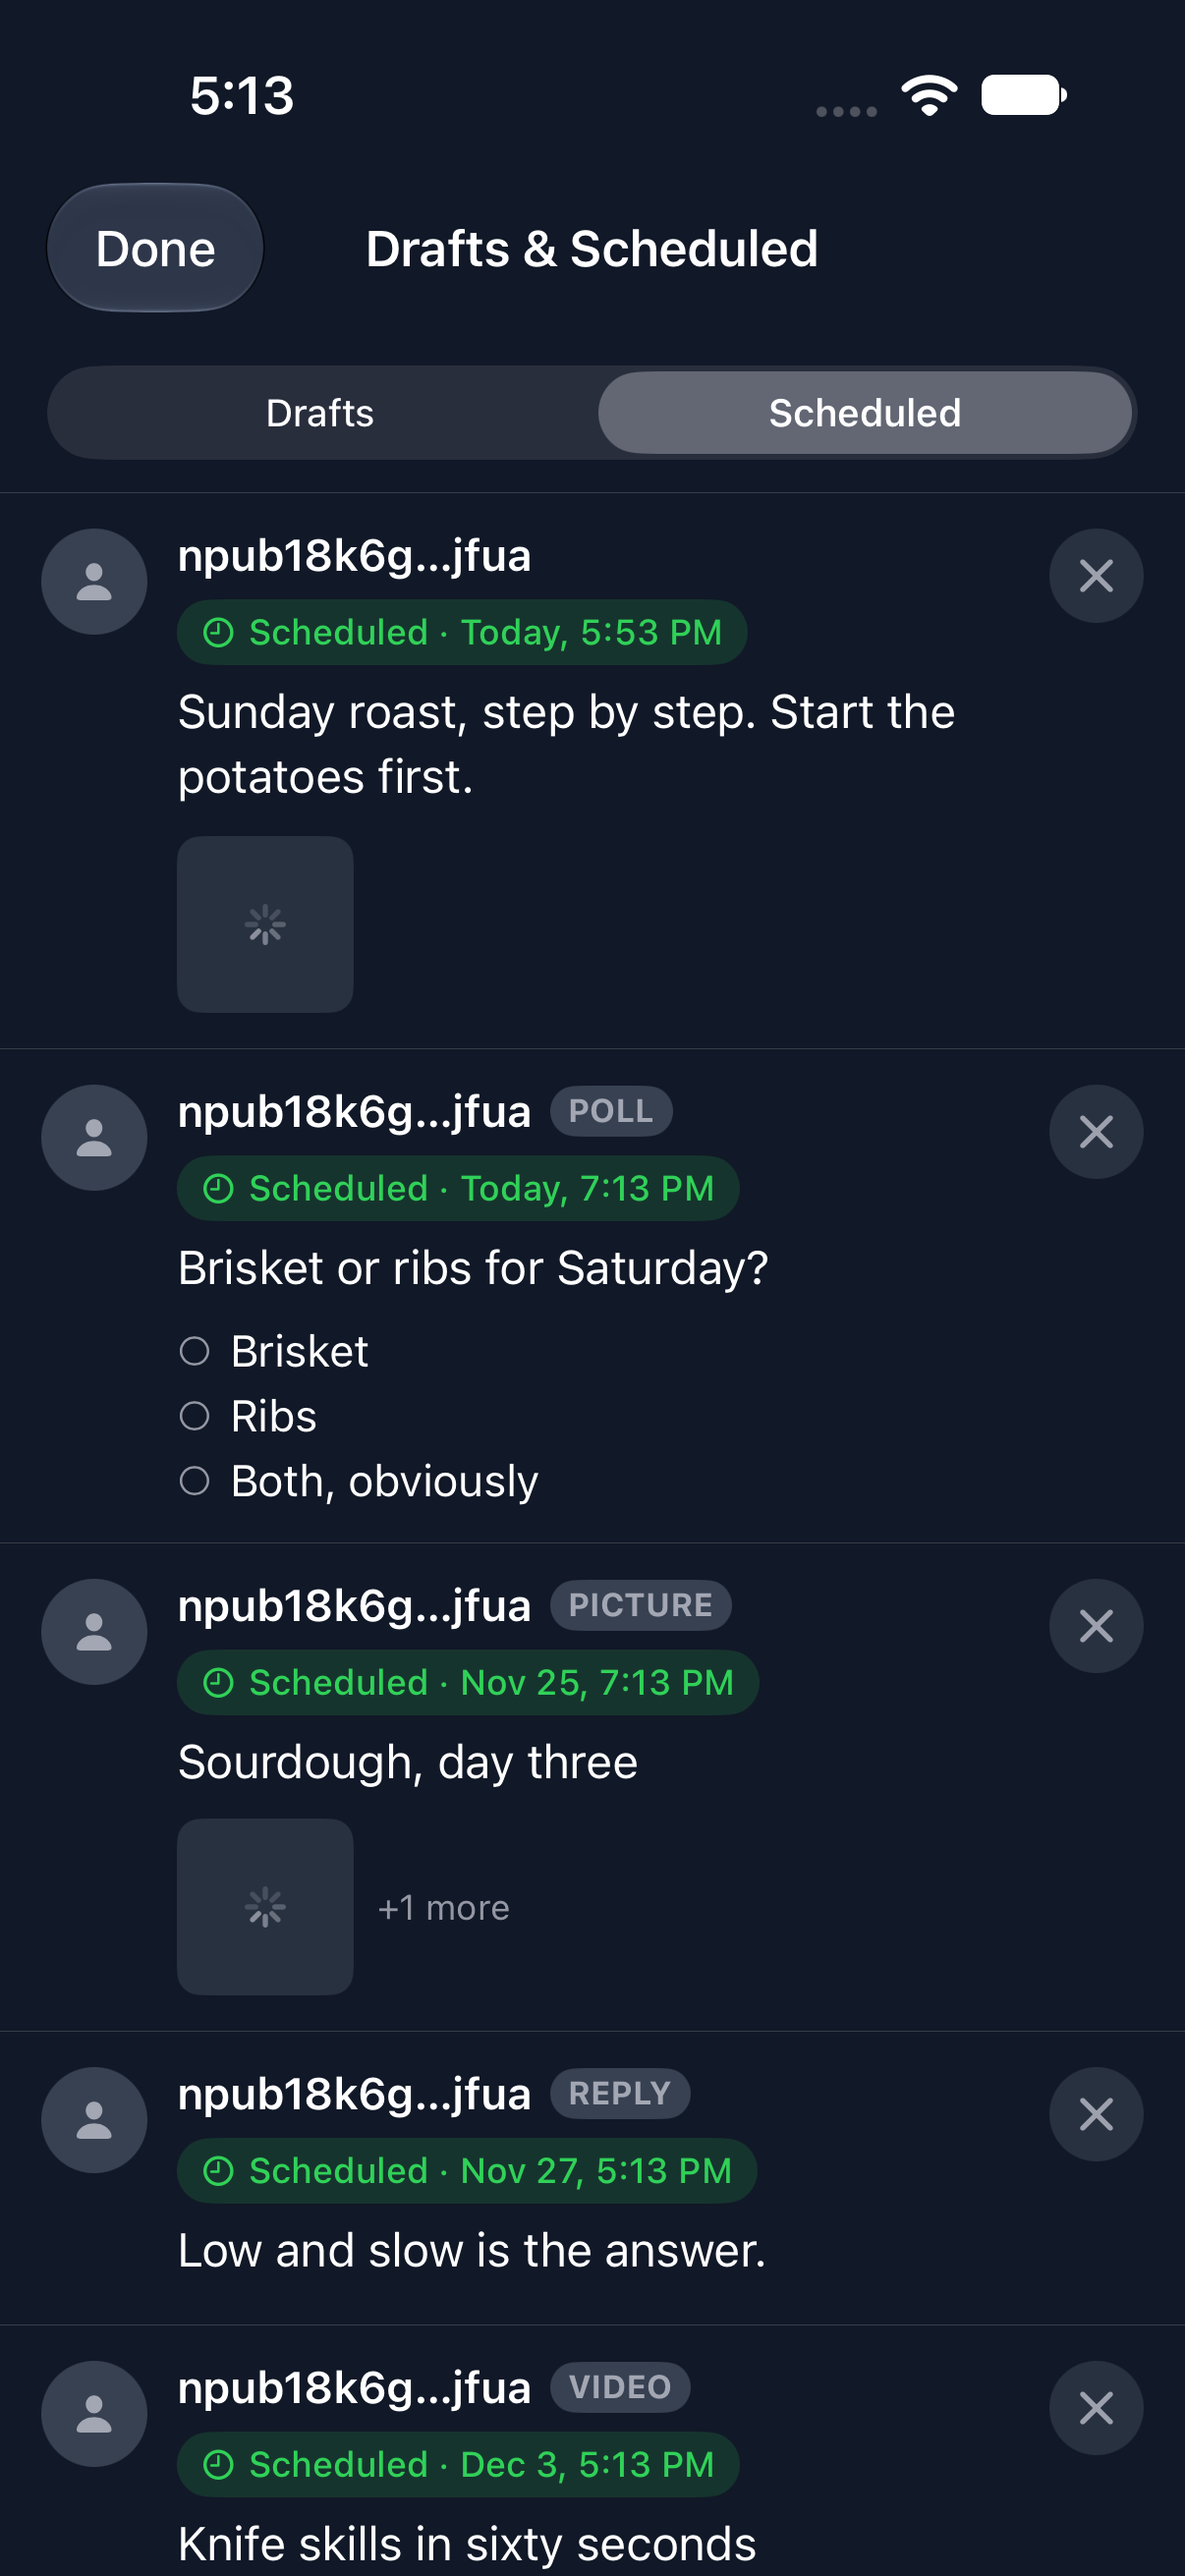 5:13
Done
Drafts & Scheduled
Drafts
Scheduled
npub18k6g...jfua
Scheduled · Today, 5:53 PM
Sunday roast, step by step. Start the
potatoes first.
npub18k6g...jfua POLL
Scheduled · Today, 7:13 PM
Brisket or ribs for Saturday?
Brisket
Ribs
Both, obviously
npub18k6g...jfua PICTURE
Scheduled · Nov 25, 7:13 PM
Sourdough, day three
+1 more
npub18k6g...jfua REPLY
Scheduled · Nov 27, 5:13 PM
Low and slow is the answer.
npub18k6g...jfua VIDEO
Scheduled · Dec 3, 5:13 PM
Knife skills in sixty seconds